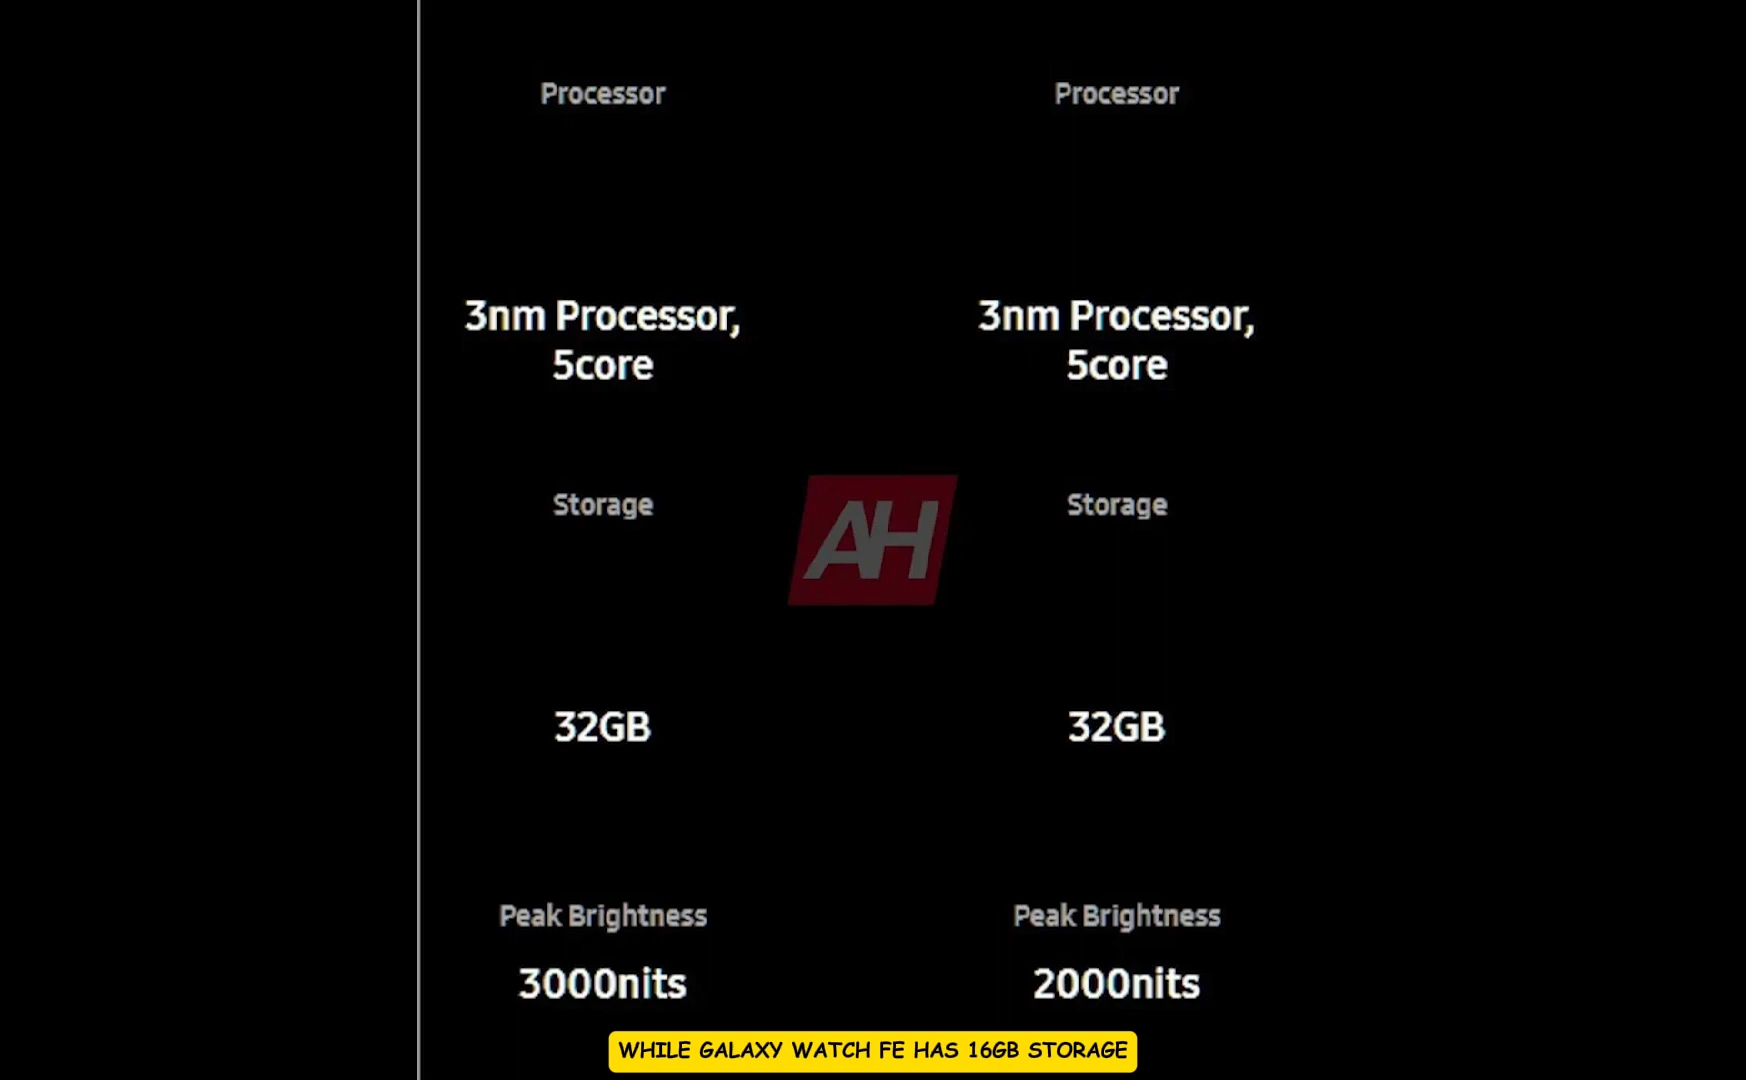 Processor
Processor
3nm Processor,
5core
3nm Processor,
5core
Storage
Storage
AH
32GB
32GB
Peak Brightness
Peak Brightness
3000nits
2000nits
WHILE GALAXY WATCH FE HAS 16GB STORAGE